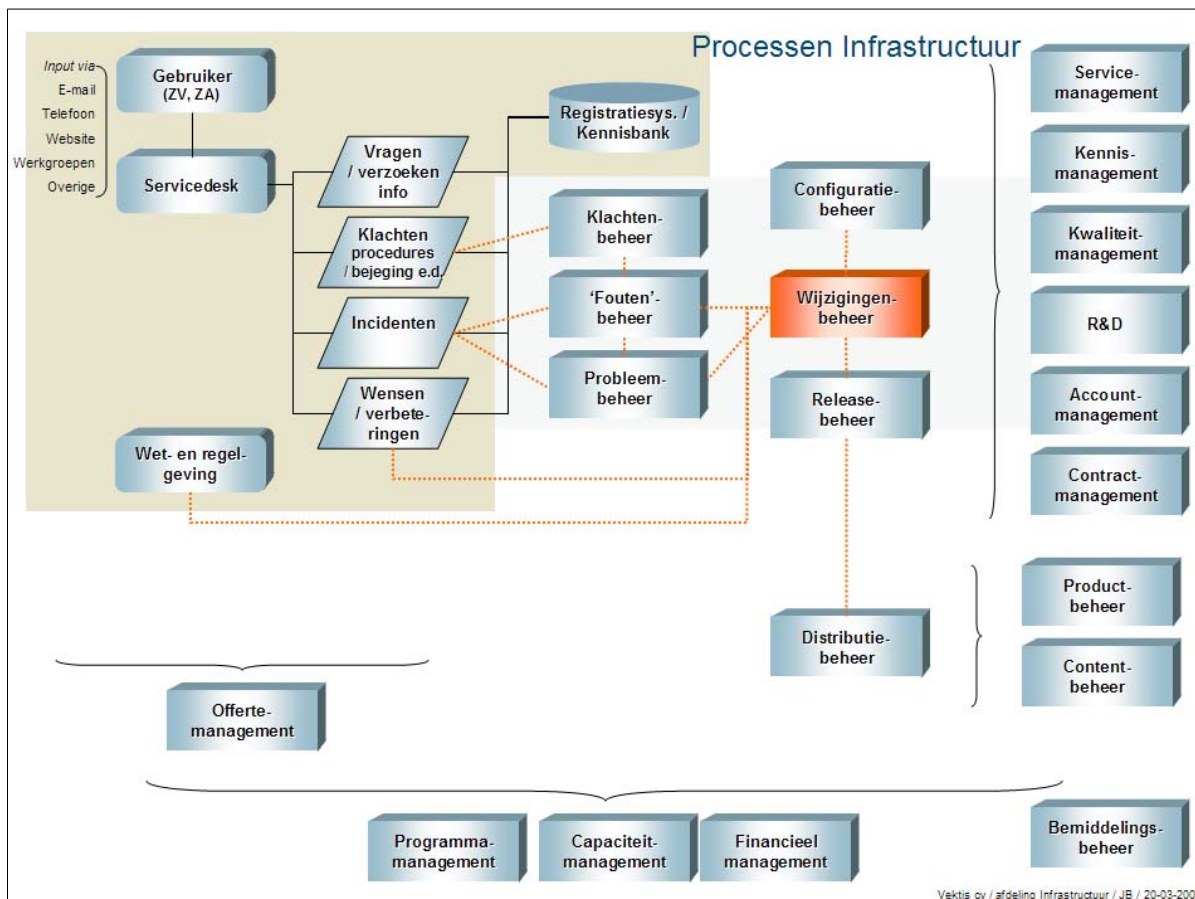 Processen Infrastructuur
Input via
E-mail
Telefoon
Website
Werkgroepen
Overige
Gebruiker
(ZV, ZA)
Servicedesk
Vragen
/ verzoeken
info
Klachten
procedures
/ bejeging e.d.
Incidenten
Wensen
/ verbete-
ringen
Wet- en regel-
geving
Registratiesys. /
Kennisbank
Klachten-
beheer
‘Fouten’-
beheer
Probleem-
beheer
Configuratie-
beheer
Wijzigingen-
beheer
Release-
beheer
Distributie-
beheer
Service-
management
Kennis-
management
Kwaliteit-
management
R&D
Account-
management
Contract-
management
Product-
beheer
Content-
beheer
Offerte-
management
Programma-
management
Capaciteit-
management
Financieel
management
Bemiddelings-
beheer
Vektis cv / afdeling Infrastructuur / JB / 20-03-200